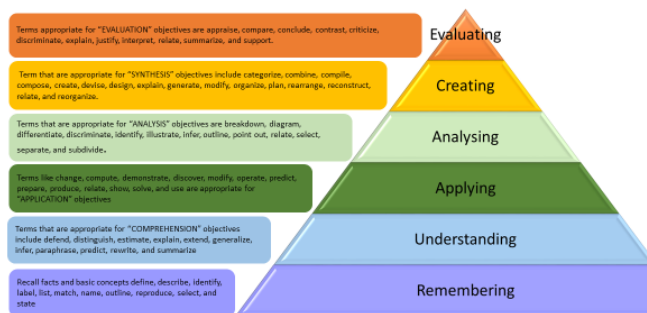 Terms appropriate for "EVALUATION" objectives are appraise, compare, conclude, contrast, criticize,
discriminate, explain, justify, interpret, relate, summarize, and support.
Evaluating
Term that are appropriate for "SYNTHESIS" objectives include categorize, combine, compile,
compose, create, devise, design, explain, generate, modify, organize, plan, rearrange, reconstruct,
relate, and reorganize.
Creating
Terms that are appropriate for "ANALYSIS" objectives are breakdown, diagram,
differentiate, discriminate, identify, illustrate, infer, outline, point out, relate, select,
separate, and subdivide.
Analysing
Terms like change, compute, demonstrate, discover, modify, operate, predict,
prepare, produce, relate, show, solve, and use are appropriate for
"APPLICATION" objectives
Applying
Terms that are appropriate for "COMPREHENSION" objectives
include defend, distinguish, estimate, explain, extend, generalize,
infer, paraphrase, predict, rewrite, and summarize
Understanding
Recall facts and basic concepts define, describe, identify,
label, list, match, name, outline, reproduce, select, and
state
Remembering